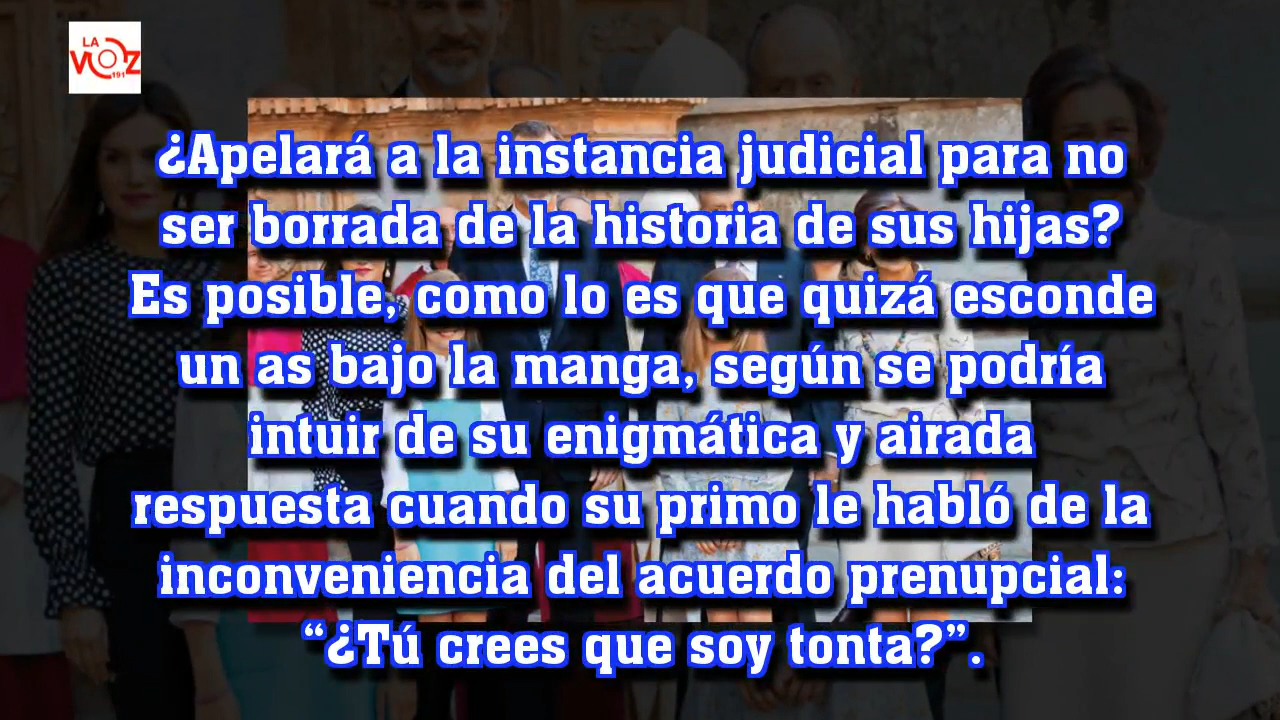 LA
VOZ
191
¿Apelará a la instancia judicial para no
ser borrada de la historia de sus hijas?
Es posible, como lo es que quizá esconde
un as bajo la manga, según se podría
intuir de su enigmática y airada
respuesta cuando su primo le habló de la
inconveniencia del acuerdo prenupcial:
“¿Tú crees que soy tonta?”.